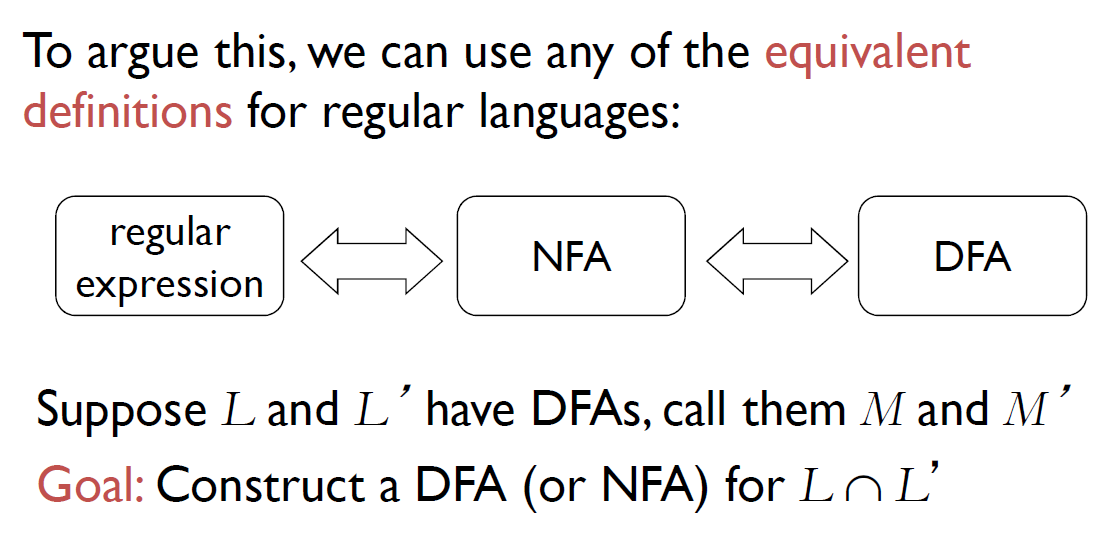 To argue this, we can use any of the equivalent
definitions for regular languages:
regular
expression
NFA
DFA
Suppose L and L’ have DFAs, call them M and M’
Goal: Construct a DFA (or NFA) for L ∩ L’